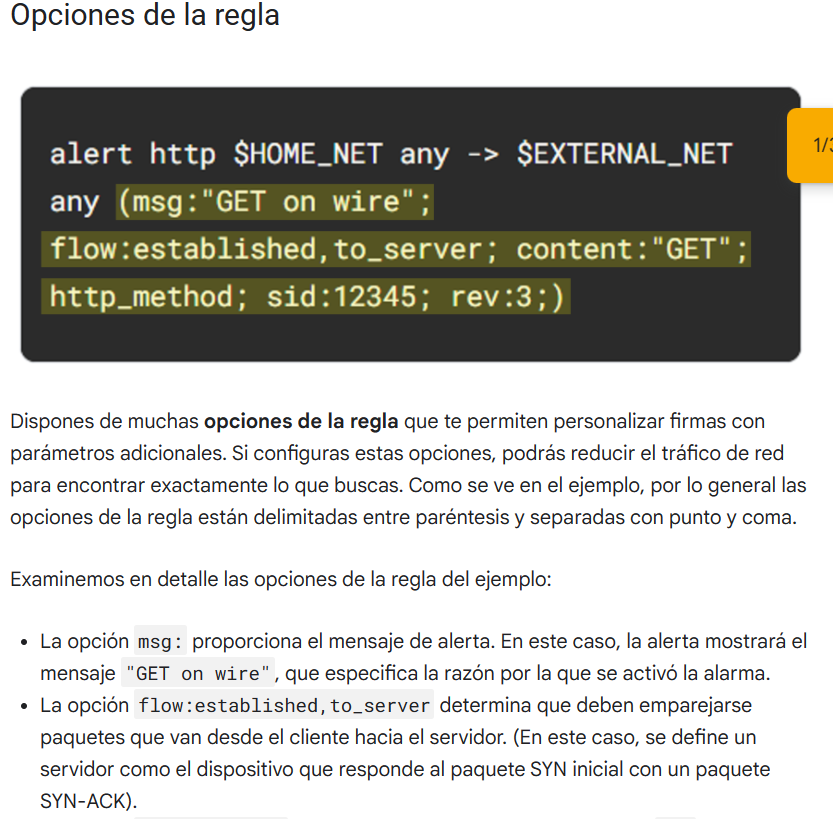 Opciones de la regla
alert http $HOME_NET any -> $EXTERNAL_NET
any (msg:"GET on wire";
flow:established,to_server; content:"GET";
http_method; sid:12345; rev:3;)
1/3
Dispones de muchas opciones de la regla que te permiten personalizar firmas con
parámetros adicionales. Si configuras estas opciones, podrás reducir el tráfico de red
para encontrar exactamente lo que buscas. Como se ve en el ejemplo, por lo general las
opciones de la regla están delimitadas entre paréntesis y separadas con punto y coma.
Examinemos en detalle las opciones de la regla del ejemplo:
• La opción msg: proporciona el mensaje de alerta. En este caso, la alerta mostrará el
mensaje "GET on wire", que especifica la razón por la que se activó la alarma.
• La opción flow:established,to_server determina que deben emparejarse
paquetes que van desde el cliente hacia el servidor. (En este caso, se define un
servidor como el dispositivo que responde al paquete SYN inicial con un paquete
SYN-ACK).